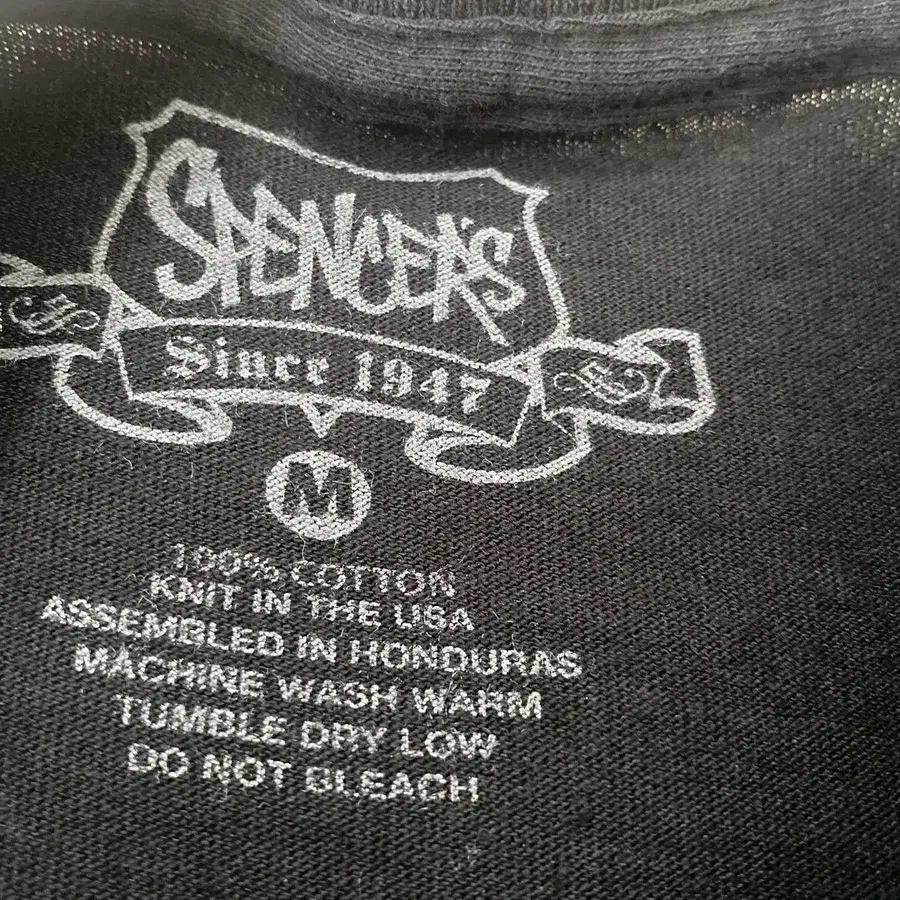 SPENCER'S
Since 1947
M
100% COTTON
KNIT IN THE USA
ASSEMBLED IN HONDURAS
MACHINE WASH WARM
TUMBLE DRY LOW
DO NOT BLEACH